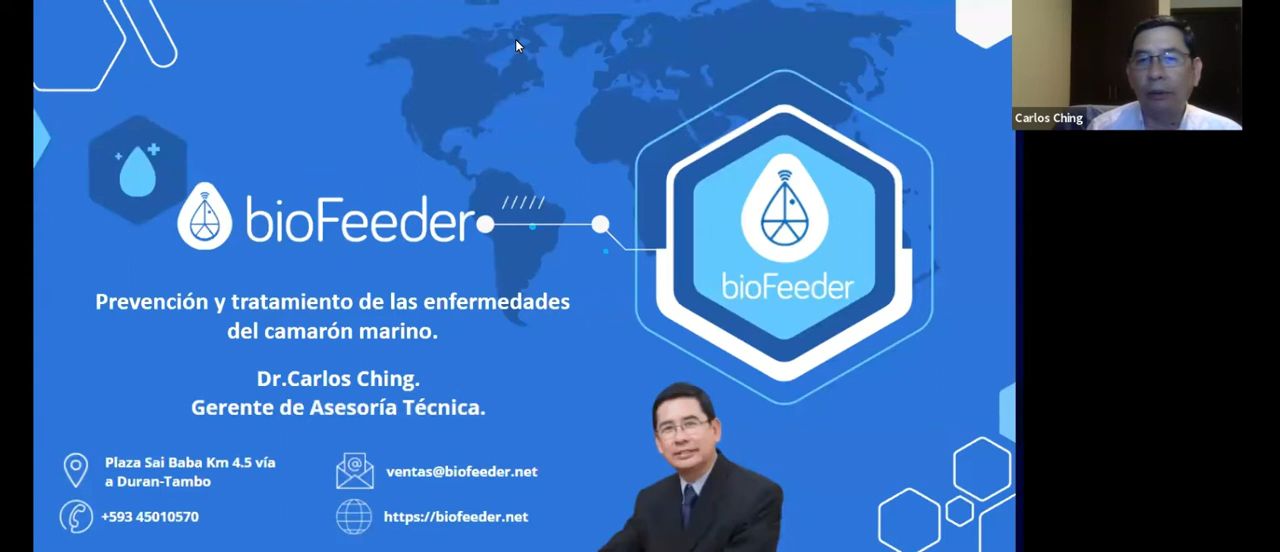 Carlos Ching
bioFeeder
bioFeeder
Prevención y tratamiento de las enfermedades
del camarón marino.
Dr.Carlos Ching.
Gerente de Asesoría Técnica.
Plaza Sai Baba Km 4.5 vía
a Duran-Tambo
ventas@biofeeder.net
+593 45010570
https://biofeeder.net